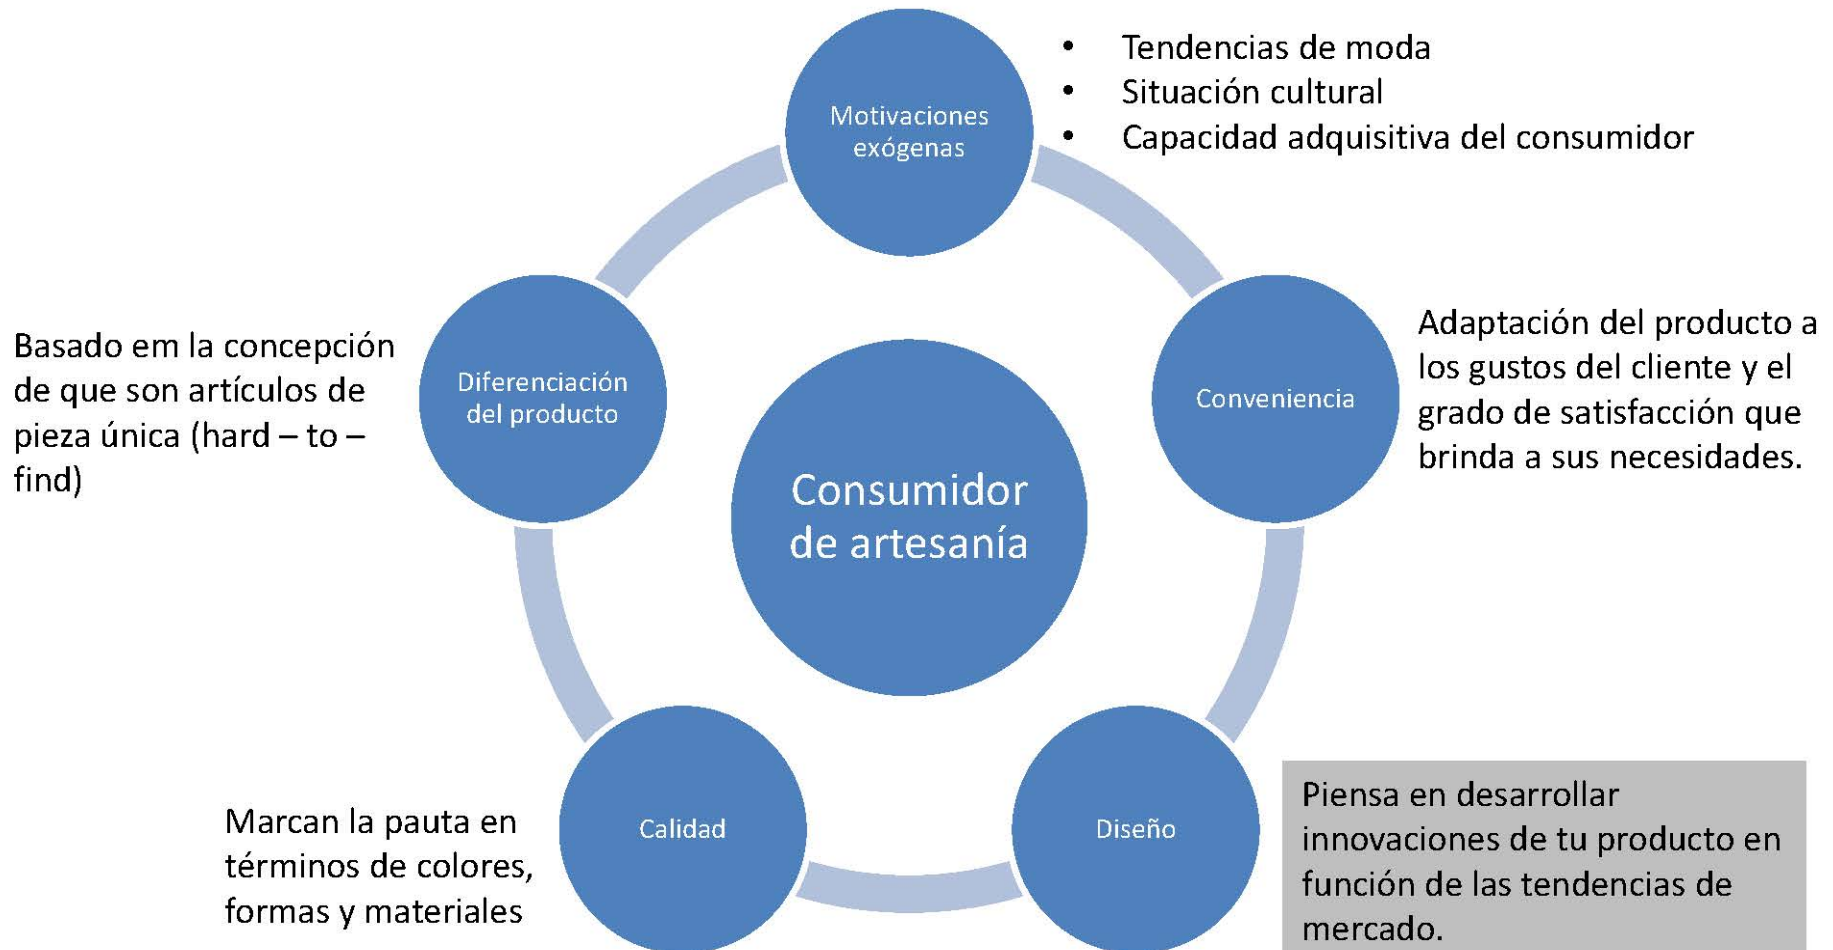 Motivaciones
exógenas
• Tendencias de moda
• Situación cultural
• Capacidad adquisitiva del consumidor
Conveniencia
Adaptación del producto a
los gustos del cliente y el
grado de satisfacción que
brinda a sus necesidades.
Diseño
Piensa en desarrollar
innovaciones de tu producto en
función de las tendencias de
mercado.
Calidad
Marcan la pauta en
términos de colores,
formas y materiales
Diferenciación
del producto
Basado em la concepción
de que son artículos de
pieza única (hard – to –
find)
Consumidor
de artesanía